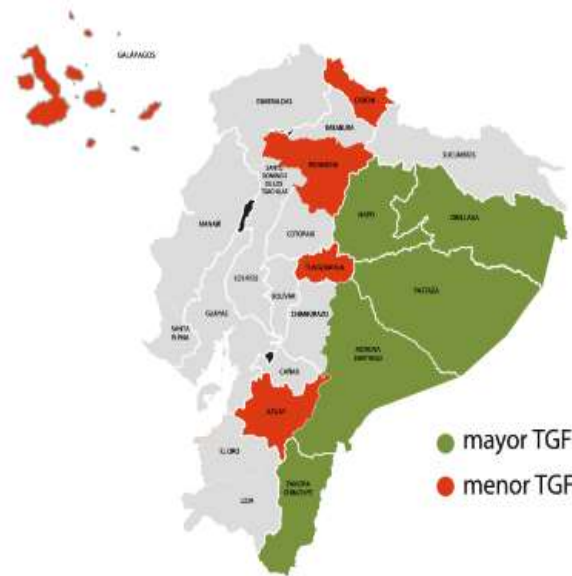 GALÁPAGOS
ESMERALDAS
CARCHI
IMBABURA
SUCUMBIOS
PICHINCHA
SANTO
DOMINGO
DE LOS
TSÁCHILAS
NAPO
ORELLANA
MANABÍ
COTOPAXI
TUNGURAHUA
LOS RÍOS
PASTAZA
BOLÍVAR
GUAYAS
CHIMBORAZO
SANTA
ELENA
MORONA
SANTIAGO
CAÑAR
AZUAY
EL ORO
mayor TGF
menor TGF
ZAMORA
CHINCHIPE
LOJA